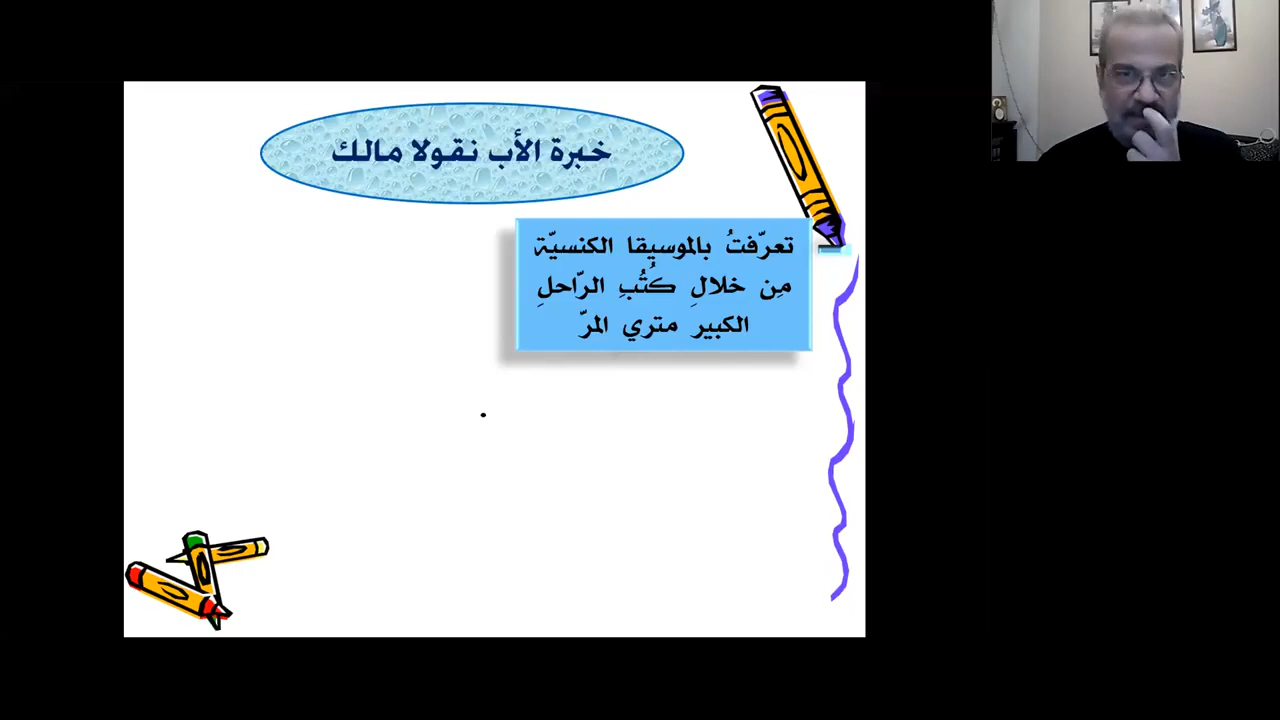 خبرة الأب نقولا مالك
تعرّفتُ بالموسيقا الكنسيّة
مِن خلالِ كُتُبِ الرّاحلِ
الكبير متري المرّ